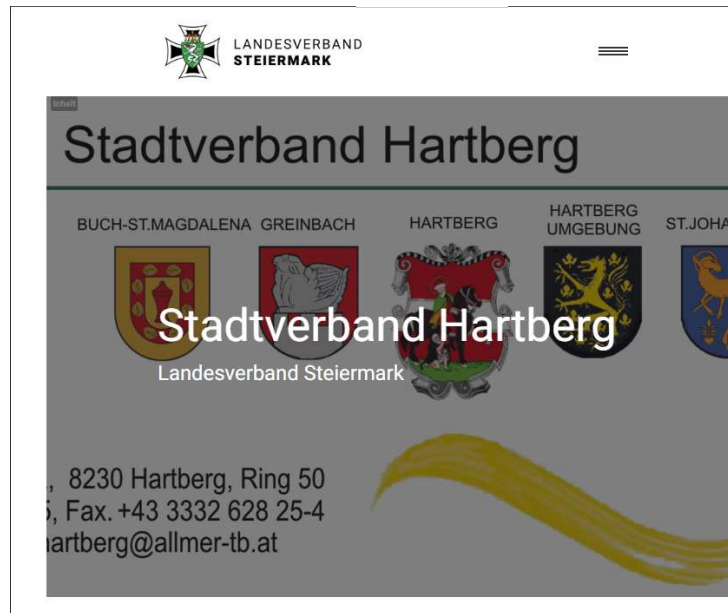 LANDESVERBAND
STEIERMARK
Inhalt
Stadtverband Hartberg
BUCH-ST.MAGDALENA GREINBACH HARTBERG HARTBERG UMGEBUNG
Stadtverband Hartberg
Landesverband Steiermark
8230 Hartberg, Ring 50
Fax. +43 3332 628 25-4
hartberg@allmer-tb.at